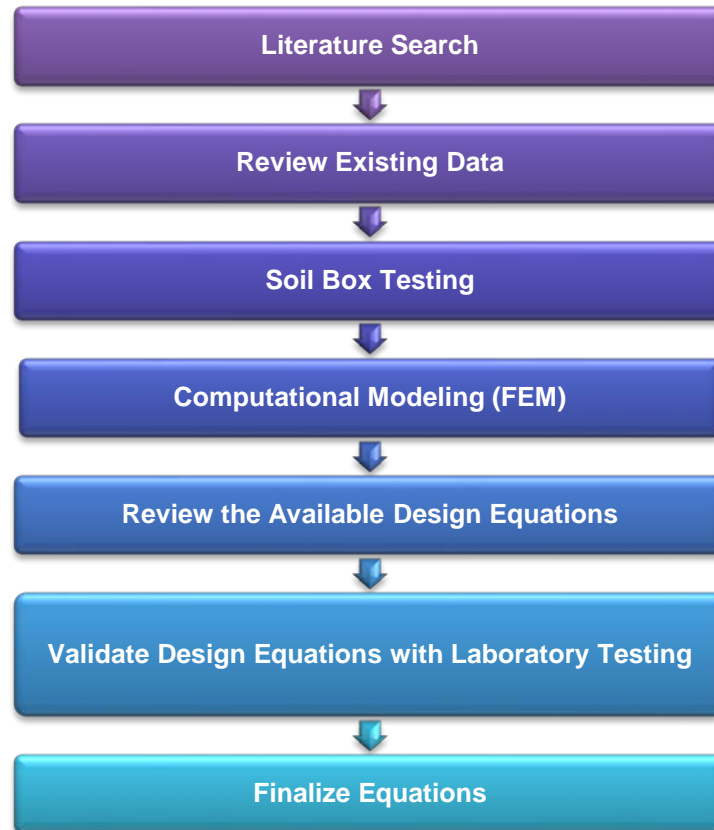 Literature Search
Review Existing Data
Soil Box Testing
Computational Modeling (FEM)
Review the Available Design Equations
Validate Design Equations with Laboratory Testing
Finalize Equations